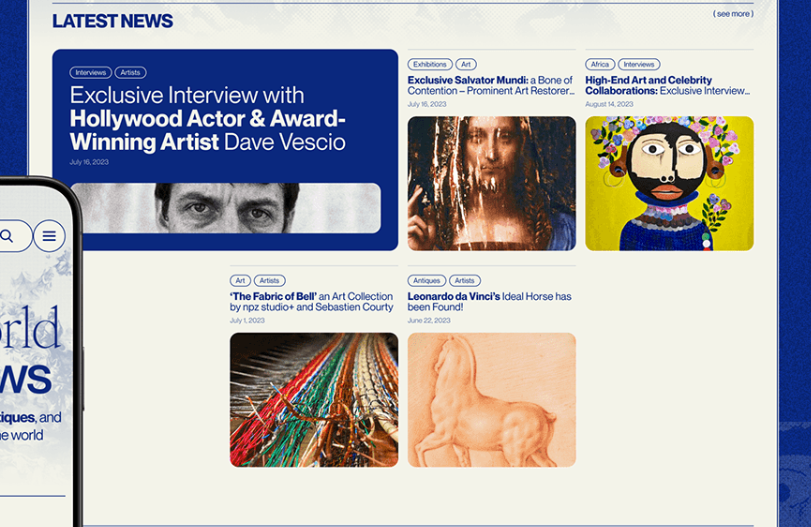 LATEST NEWS
( see more )
Interviews Artists
Exclusive Interview with
Hollywood Actor & Award-
Winning Artist Dave Vescio
July 16, 2023
Exhibitions Art
Exclusive Salvator Mundi: a Bone of
Contention – Prominent Art Restorer...
July 16, 2023
Africa Interviews
High-End Art and Celebrity
Collaborations: Exclusive Interview...
August 14, 2023
Art Artists
‘The Fabric of Bell’ an Art Collection
by npz studio+ and Sebastien Courty
July 1, 2023
Antiques Artists
Leonardo da Vinci’s Ideal Horse has
been Found!
June 22, 2023
orld
ws
tiques, and
he world